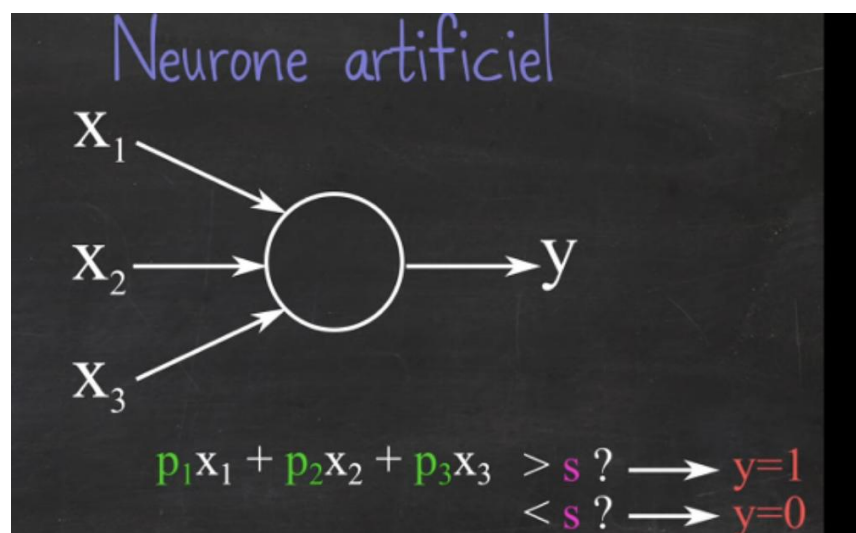 Neurone artificiel
x₁
x₂
y
x₃
p₁x₁ + p₂x₂ + p₃x₃ > s ? → y=1
< s ? → y=0